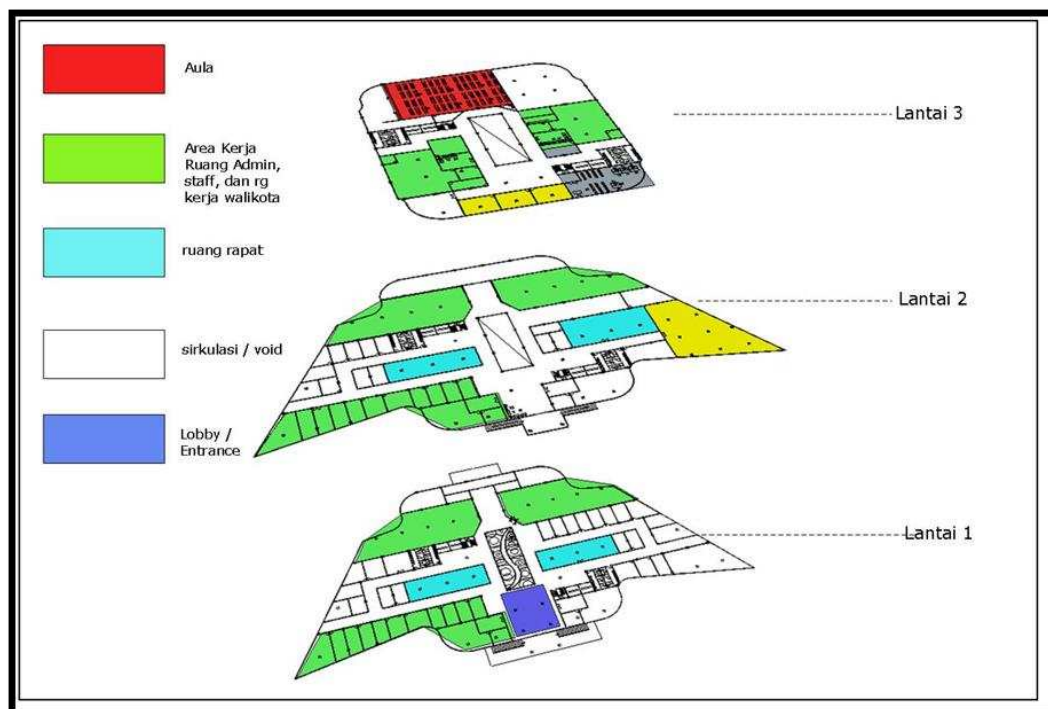 Aula
Area Kerja
Ruang Admin,
staff, dan rg
kerja walikota
ruang rapat
sirkulasi / void
Lobby /
Entrance
Lantai 3
Lantai 2
Lantai 1